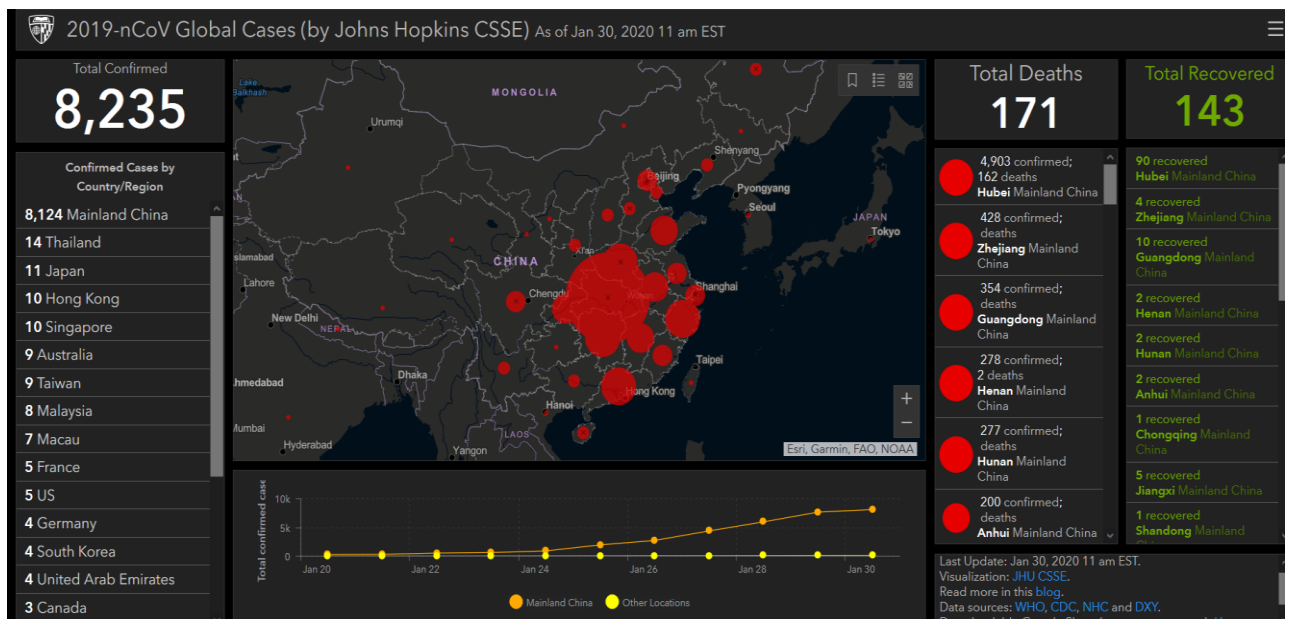 2019-nCoV Global Cases (by Johns Hopkins CSSE) As of Jan 30, 2020 11 am EST
Total Confirmed
8,235
Confirmed Cases by
Country/Region
8,124 Mainland China
14 Thailand
11 Japan
10 Hong Kong
10 Singapore
9 Australia
9 Taiwan
8 Malaysia
7 Macau
5 France
5 US
4 Germany
4 South Korea
4 United Arab Emirates
3 Canada
Lake
Balkhash
MONGOLIA
Urumqi
Shenyang
Beijing
Pyongyang
Seoul
JAPAN
Tokyo
slamabad
Xi'an
CHINA
Lahore
Chengdu
Wuhan
Shanghai
New Delhi
NEPAL
Taipei
Dhaka
hmedabad
Hong Kong
Hanoi
Mumbai
LAOS
Hyderabad
Yangon
+
−
Esri, Garmin, FAO, NOAA
Total confirmed case
10k
5k
0
Jan 20
Jan 22
Jan 24
Jan 26
Jan 28
Jan 30
Mainland China
Other Locations
Total Deaths
171
4,903 confirmed;
162 deaths
Hubei Mainland China
428 confirmed;
deaths
Zhejiang Mainland
China
354 confirmed;
deaths
Guangdong Mainland
China
278 confirmed;
2 deaths
Henan Mainland
China
277 confirmed;
deaths
Hunan Mainland
China
200 confirmed;
deaths
Anhui Mainland China
Total Recovered
143
90 recovered
Hubei Mainland China
4 recovered
Zhejiang Mainland China
10 recovered
Guangdong Mainland
China
2 recovered
Henan Mainland China
2 recovered
Hunan Mainland China
2 recovered
Anhui Mainland China
1 recovered
Chongqing Mainland
China
5 recovered
Jiangxi Mainland China
1 recovered
Shandong Mainland
Last Update: Jan 30, 2020 11 am EST.
Visualization: JHU CSSE.
Read more in this blog.
Data sources: WHO, CDC, NHC and DXY.